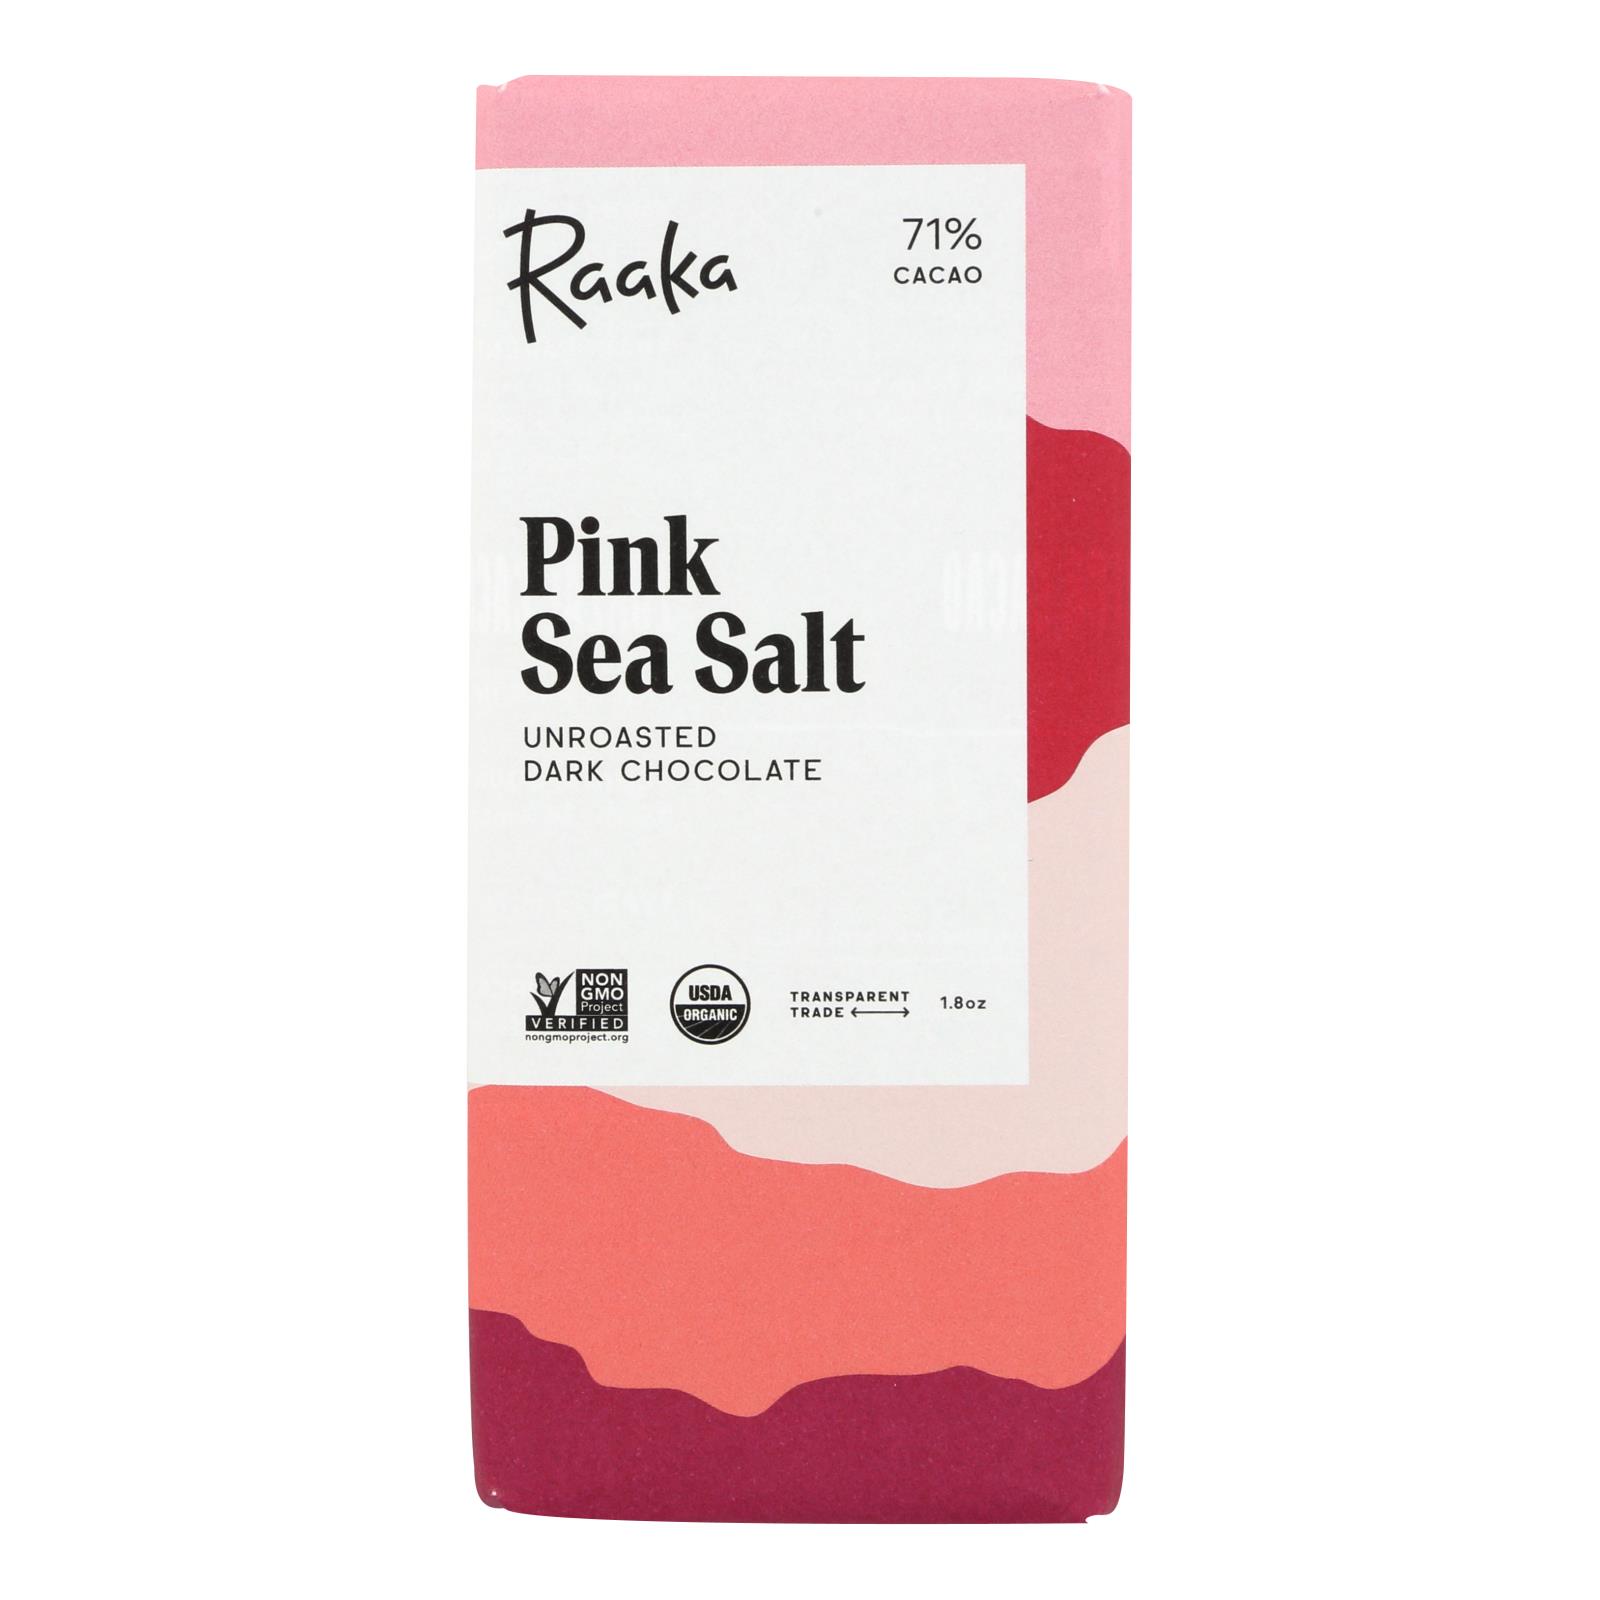 Raaka
71%
CACAO
Pink
Sea Salt
UNROASTED
DARK CHOCOLATE
NON
GMO
Project
VERIFIED
nongmoproject.org
USDA
ORGANIC
TRANSPARENT
TRADE
1.8oz